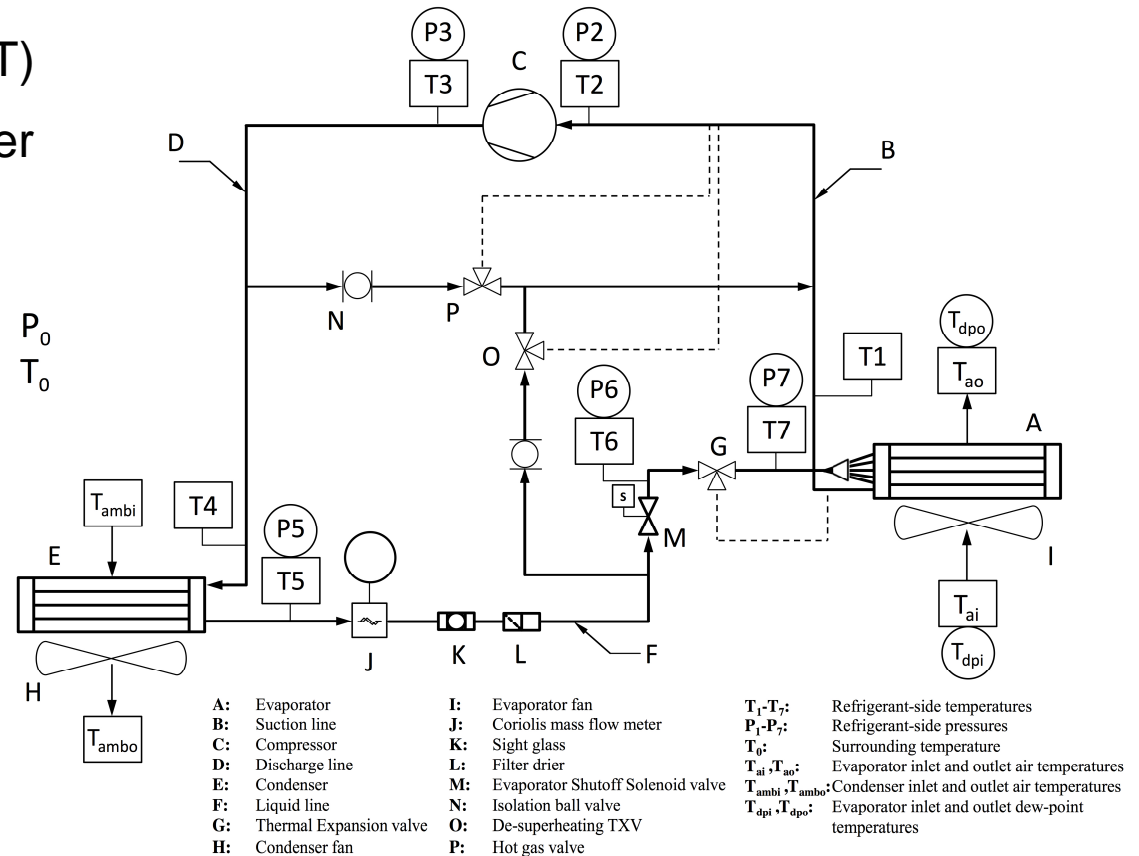 T)
er
P0
T0
P3
T3
C
P2
T2
D
B
N
P
O
P6
T6
G
P7
T7
T1
Tdpo
Tao
A
s
M
I
Tai
Tdpi
Tambi
T4
E
P5
T5
J
K
L
F
H
Tambo
A: Evaporator
B: Suction line
C: Compressor
D: Discharge line
E: Condenser
F: Liquid line
G: Thermal Expansion valve
H: Condenser fan
I: Evaporator fan
J: Coriolis mass flow meter
K: Sight glass
L: Filter drier
M: Evaporator Shutoff Solenoid valve
N: Isolation ball valve
O: De-superheating TXV
P: Hot gas valve
T1-T7: Refrigerant-side temperatures
P1-P7: Refrigerant-side pressures
T0: Surrounding temperature
Tai ,Tao: Evaporator inlet and outlet air temperatures
Tambi ,Tambo: Condenser inlet and outlet air temperatures
Tdpi ,Tdpo: Evaporator inlet and outlet dew-point
temperatures